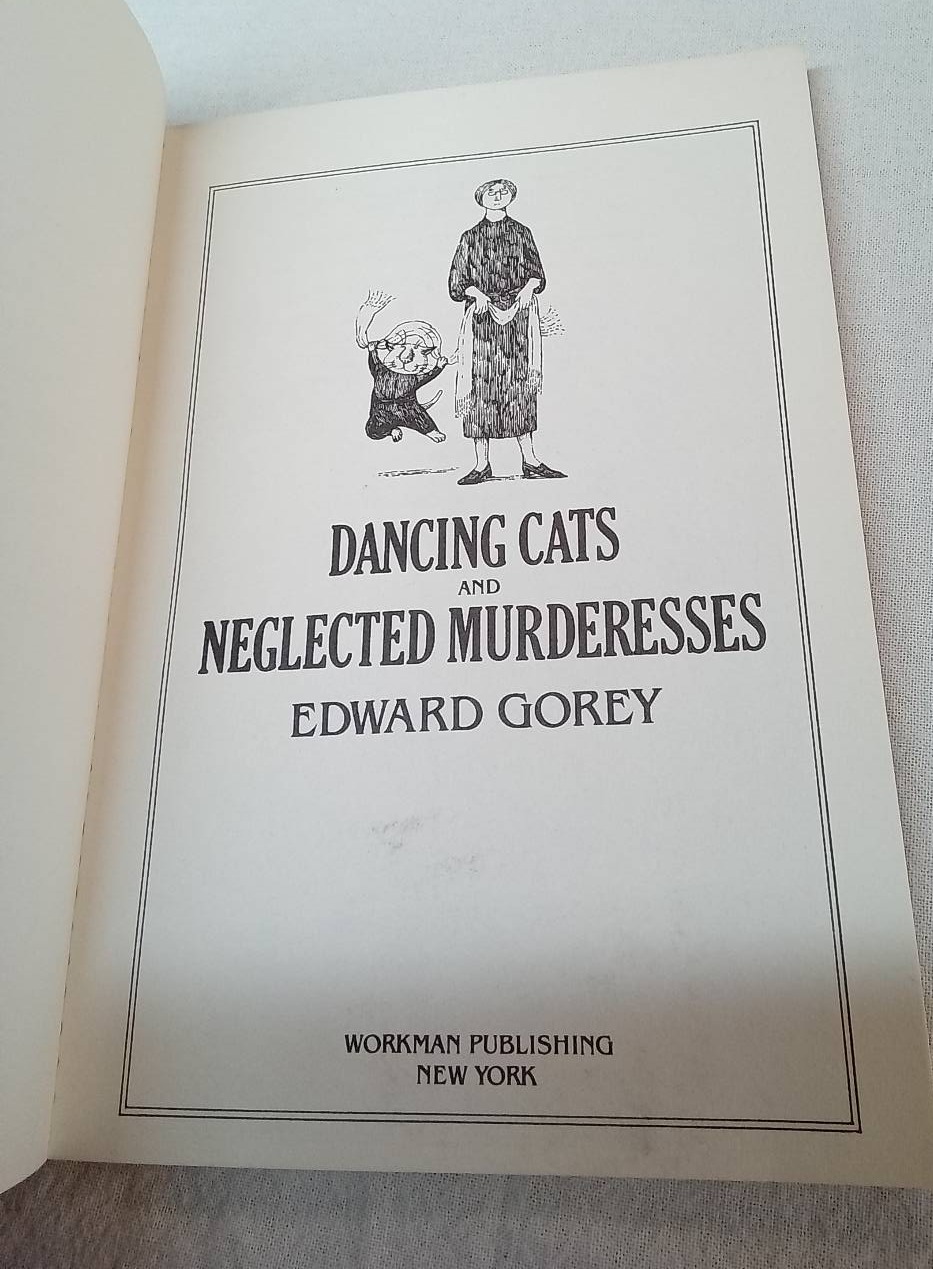 DANCING CATS
AND
NEGLECTED MURDERESSES
EDWARD GOREY
WORKMAN PUBLISHING
NEW YORK